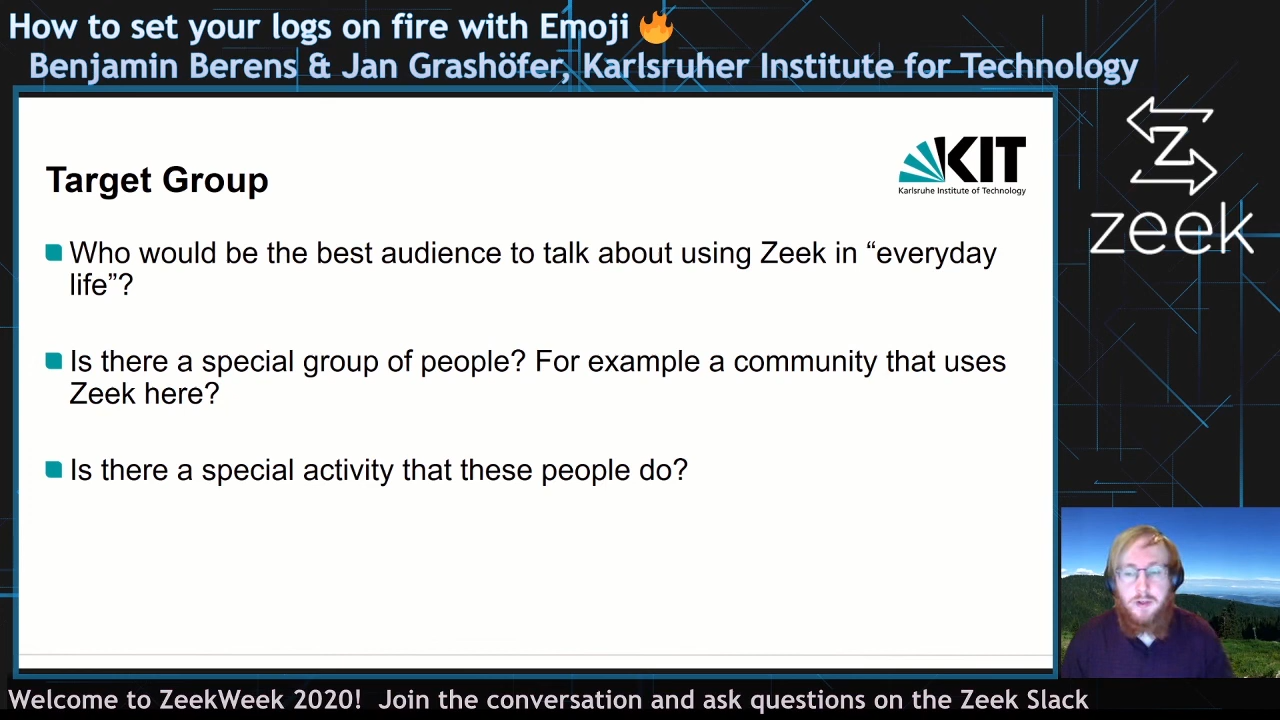 How to set your logs on fire with Emoji🔥
Benjamin Berens & Jan Grashöfer, Karlsruher Institute for Technology
KIT
Karlsruhe Institute of Technology
Target Group
Who would be the best audience to talk about using Zeek in “everyday
life”?
Is there a special group of people? For example a community that uses
Zeek here?
Is there a special activity that these people do?
Z
zeek
Welcome to ZeekWeek 2020! Join the conversation and ask questions on the Zeek Slack